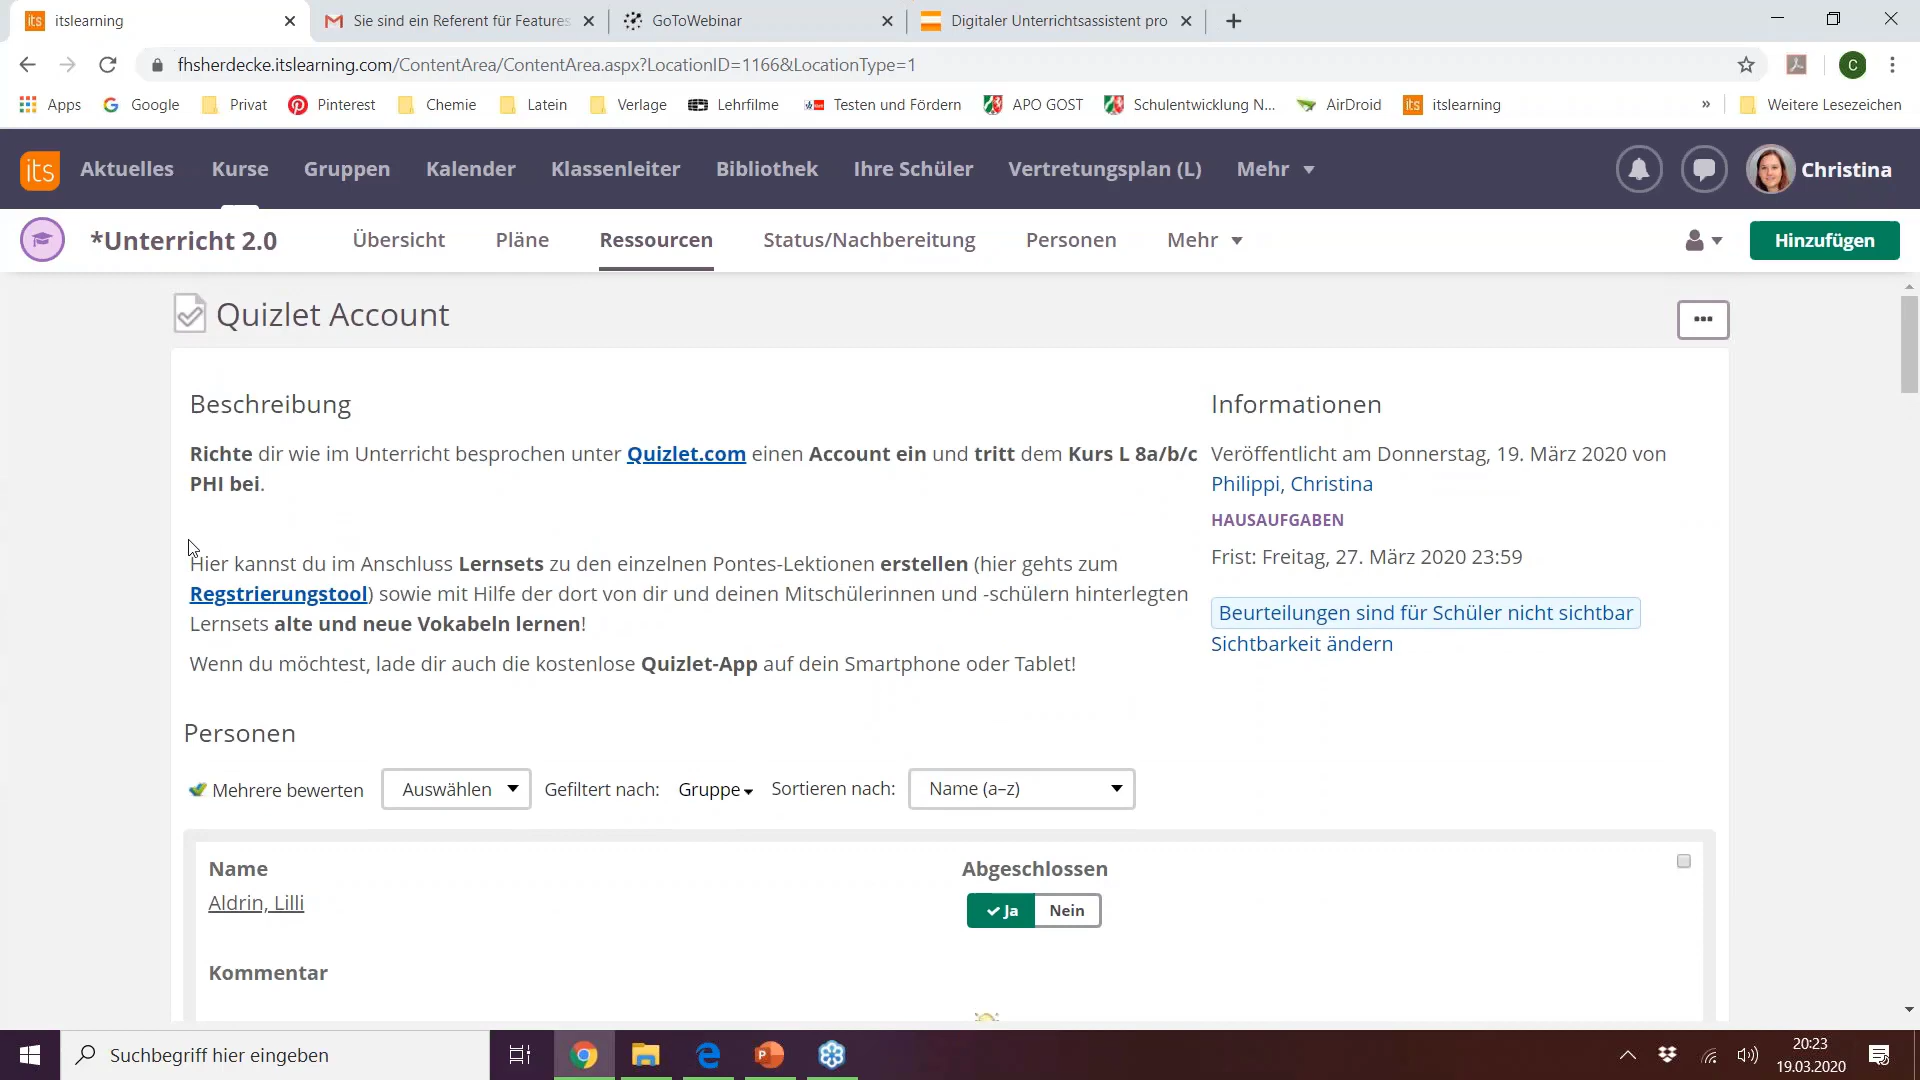 itslearning
Sie sind ein Referent für Features
GoToWebinar
Digitaler Unterrichtsassistent pro
fhsherdecke.itslearning.com/ContentArea/ContentArea.aspx?LocationID=1166&LocationType=1
C
Apps
Google
Privat
Pinterest
Chemie
Latein
Verlage
Lehrfilme
Testen und Fördern
APO GOST
Schulentwicklung N...
AirDroid
its itslearning
»
Weitere Lesezeichen
its
Aktuelles
Kurse
Gruppen
Kalender
Klassenleiter
Bibliothek
Ihre Schüler
Vertretungsplan (L)
Mehr
Christina
*Unterricht 2.0
Übersicht
Pläne
Ressourcen
Status/Nachbereitung
Personen
Mehr
Hinzufügen
Quizlet Account
Beschreibung
Richte dir wie im Unterricht besprochen unter Quizlet.com einen Account ein und tritt dem Kurs L 8a/b/c
PHI bei.
Hier kannst du im Anschluss Lernsets zu den einzelnen Pontes-Lektionen erstellen (hier gehts zum
Regstrierungstool) sowie mit Hilfe der dort von dir und deinen Mitschülerinnen und -schülern hinterlegten
Lernsets alte und neue Vokabeln lernen!
Wenn du möchtest, lade dir auch die kostenlose Quizlet-App auf dein Smartphone oder Tablet!
Informationen
Veröffentlicht am Donnerstag, 19. März 2020 von
Philippi, Christina
HAUSAUFGABEN
Frist: Freitag, 27. März 2020 23:59
Beurteilungen sind für Schüler nicht sichtbar
Sichtbarkeit ändern
Personen
Mehrere bewerten
Auswählen
Gefiltert nach:
Gruppe
Sortieren nach:
Name (a–z)
Name
Aldrin, Lilli
Abgeschlossen
Ja
Nein
Kommentar
Suchbegriff hier eingeben
20:23
19.03.2020